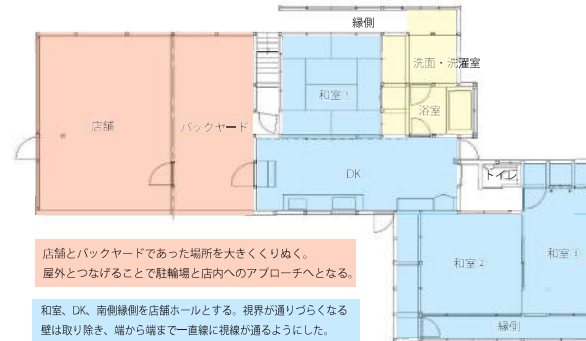 縁側
洗面・洗濯室
和室 1
浴室
店舗
バックヤード
DK
トイレ
和室 2
和室 3
縁側
店舗とバックヤードであった場所を大きくくりぬく。
屋外とつなげることで駐輪場と店内へのアプローチへとなる。
和室、DK、南側縁側を店舗ホールとする。視界が通りづらくなる
壁は取り除き、端から端まで一直線に視線が通るようにした。